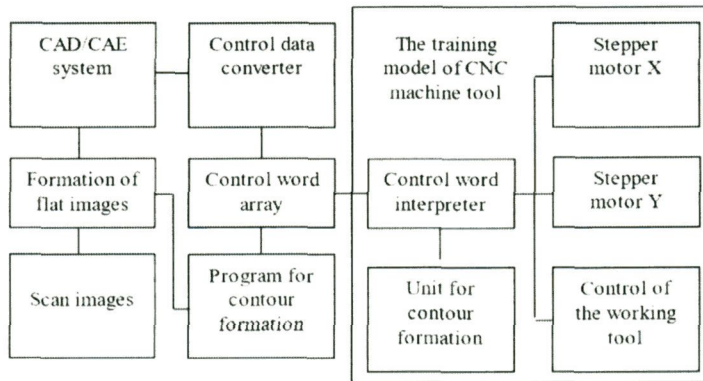 CAD/CAE
system
Control data
converter
The training
model of CNC
machine tool
Stepper
motor X
Formation of
flat images
Control word
array
Control word
interpreter
Stepper
motor Y
Scan images
Program for
contour
formation
Unit for
contour
formation
Control of
the working
tool